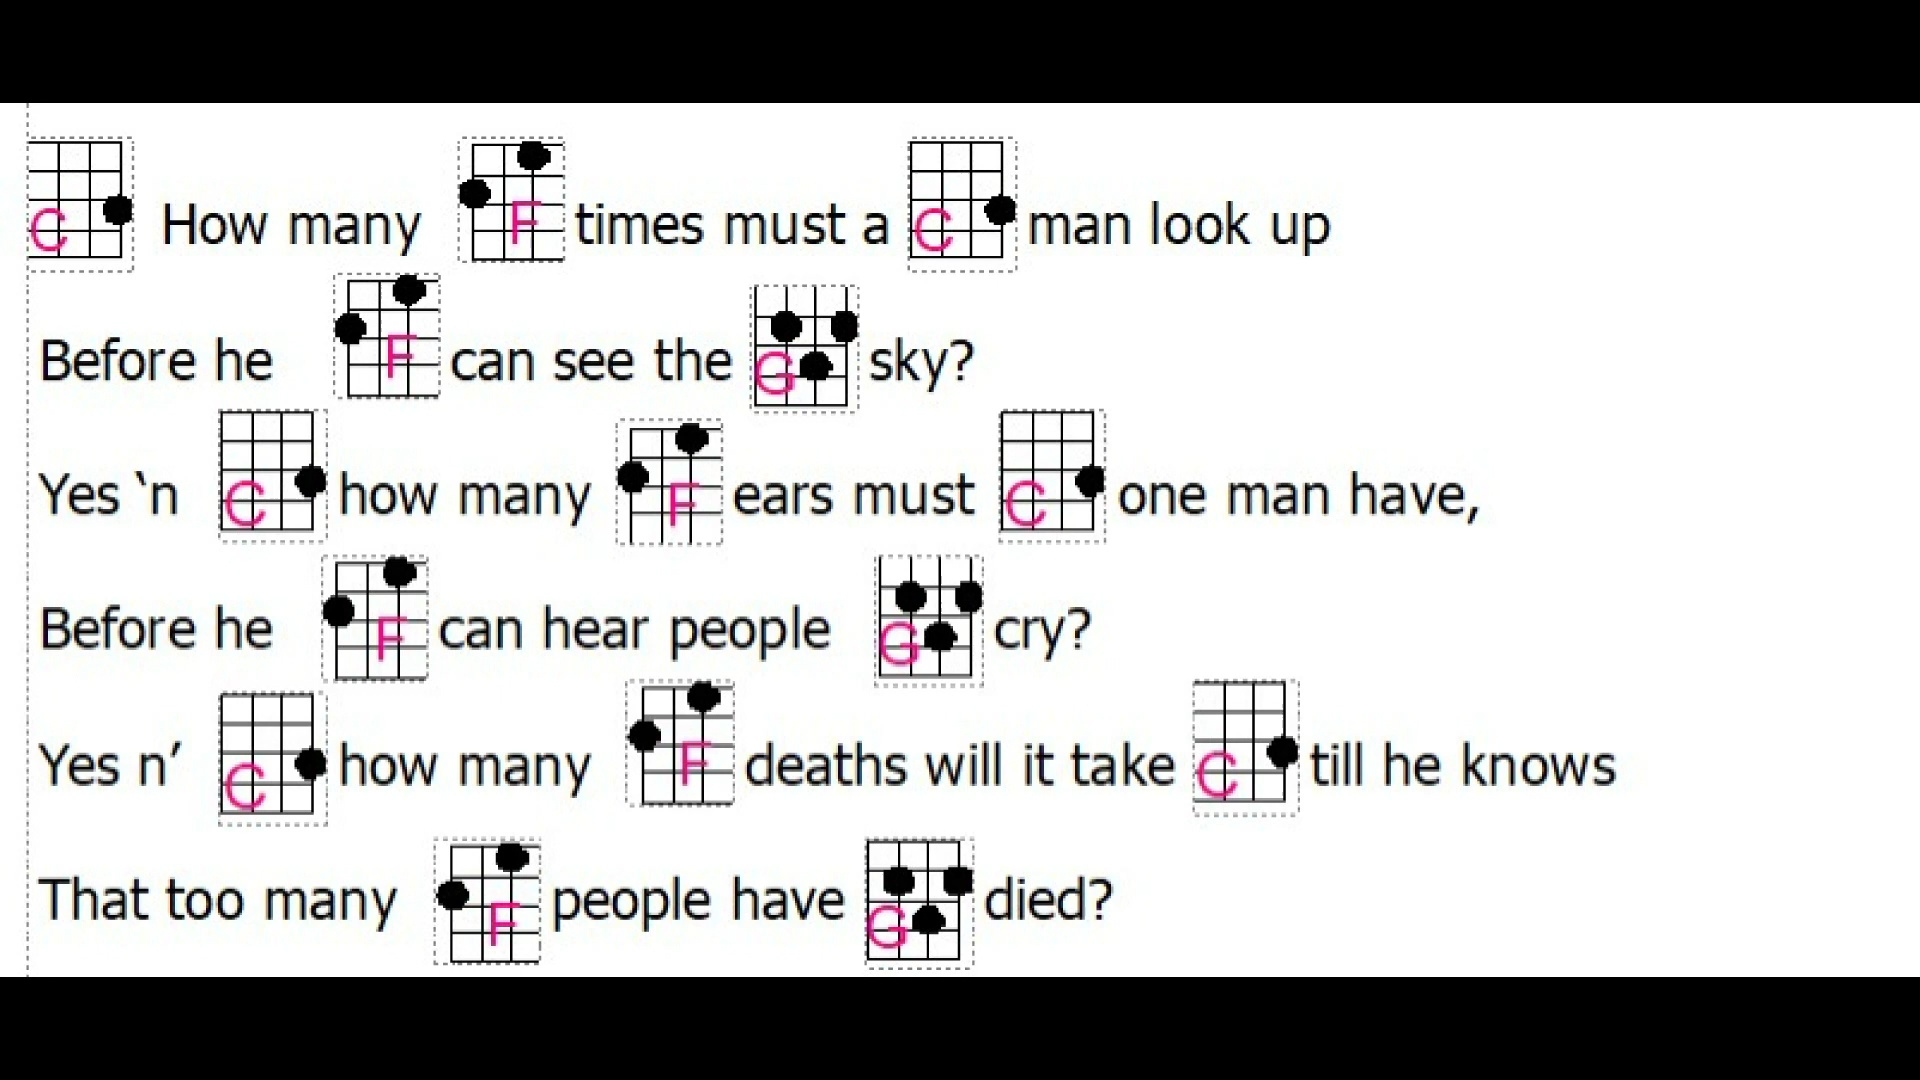 C How many F times must a C man look up
Before he F can see the G sky?
Yes ‘n C how many F ears must C one man have,
Before he F can hear people G cry?
Yes n’ C how many F deaths will it take C till he knows
That too many F people have G died?